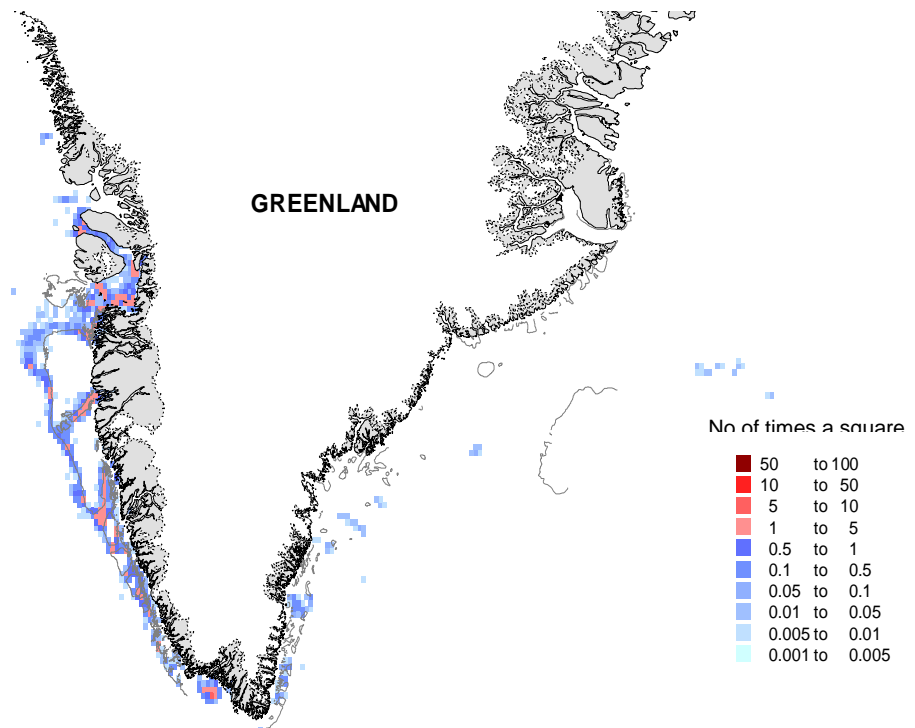 GREENLAND
No of times a square
50 to 100
10 to 50
5 to 10
1 to 5
0.5 to 1
0.1 to 0.5
0.05 to 0.1
0.01 to 0.05
0.005 to 0.01
0.001 to 0.005